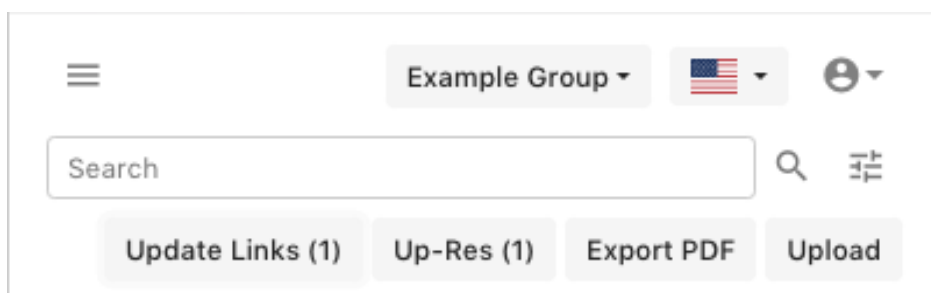 Example Group
Search
Update Links (1) Up-Res (1) Export PDF Upload